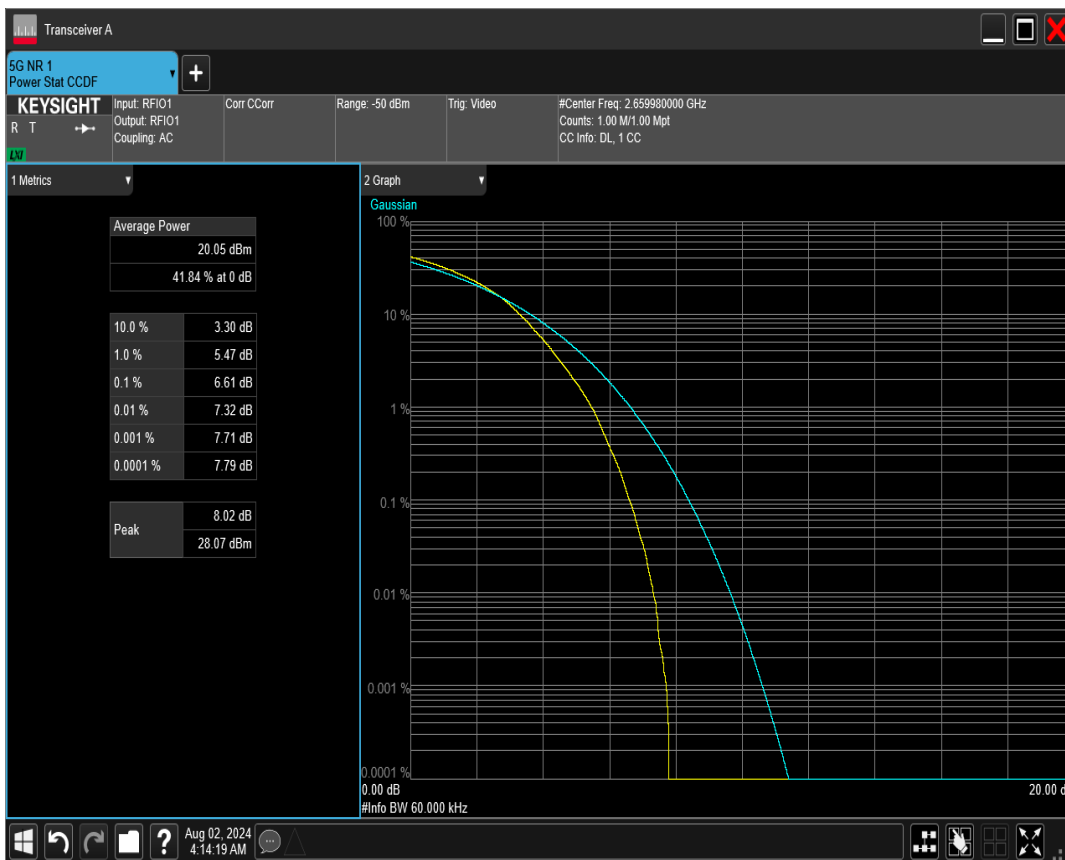 Transceiver A
5G NR 1
Power Stat CCDF
+
KEYSIGHT
R T
LXI
Input: RFIO1
Output: RFIO1
Coupling: AC
Corr CCorr
Range: -50 dBm
Trig: Video
#Center Freq: 2.659980000 GHz
Counts: 1.00 M/1.00 Mpt
CC Info: DL, 1 CC
1 Metrics
Average Power
20.05 dBm
41.84 % at 0 dB
10.0 % 3.30 dB
1.0 % 5.47 dB
0.1 % 6.61 dB
0.01 % 7.32 dB
0.001 % 7.71 dB
0.0001 % 7.79 dB
Peak
8.02 dB
28.07 dBm
2 Graph
Gaussian
100 %
10 %
1 %
0.1 %
0.01 %
0.001 %
0.0001 %
0.00 dB 20.00 d
#Info BW 60.000 kHz
?
Aug 02, 2024
4:14:19 AM